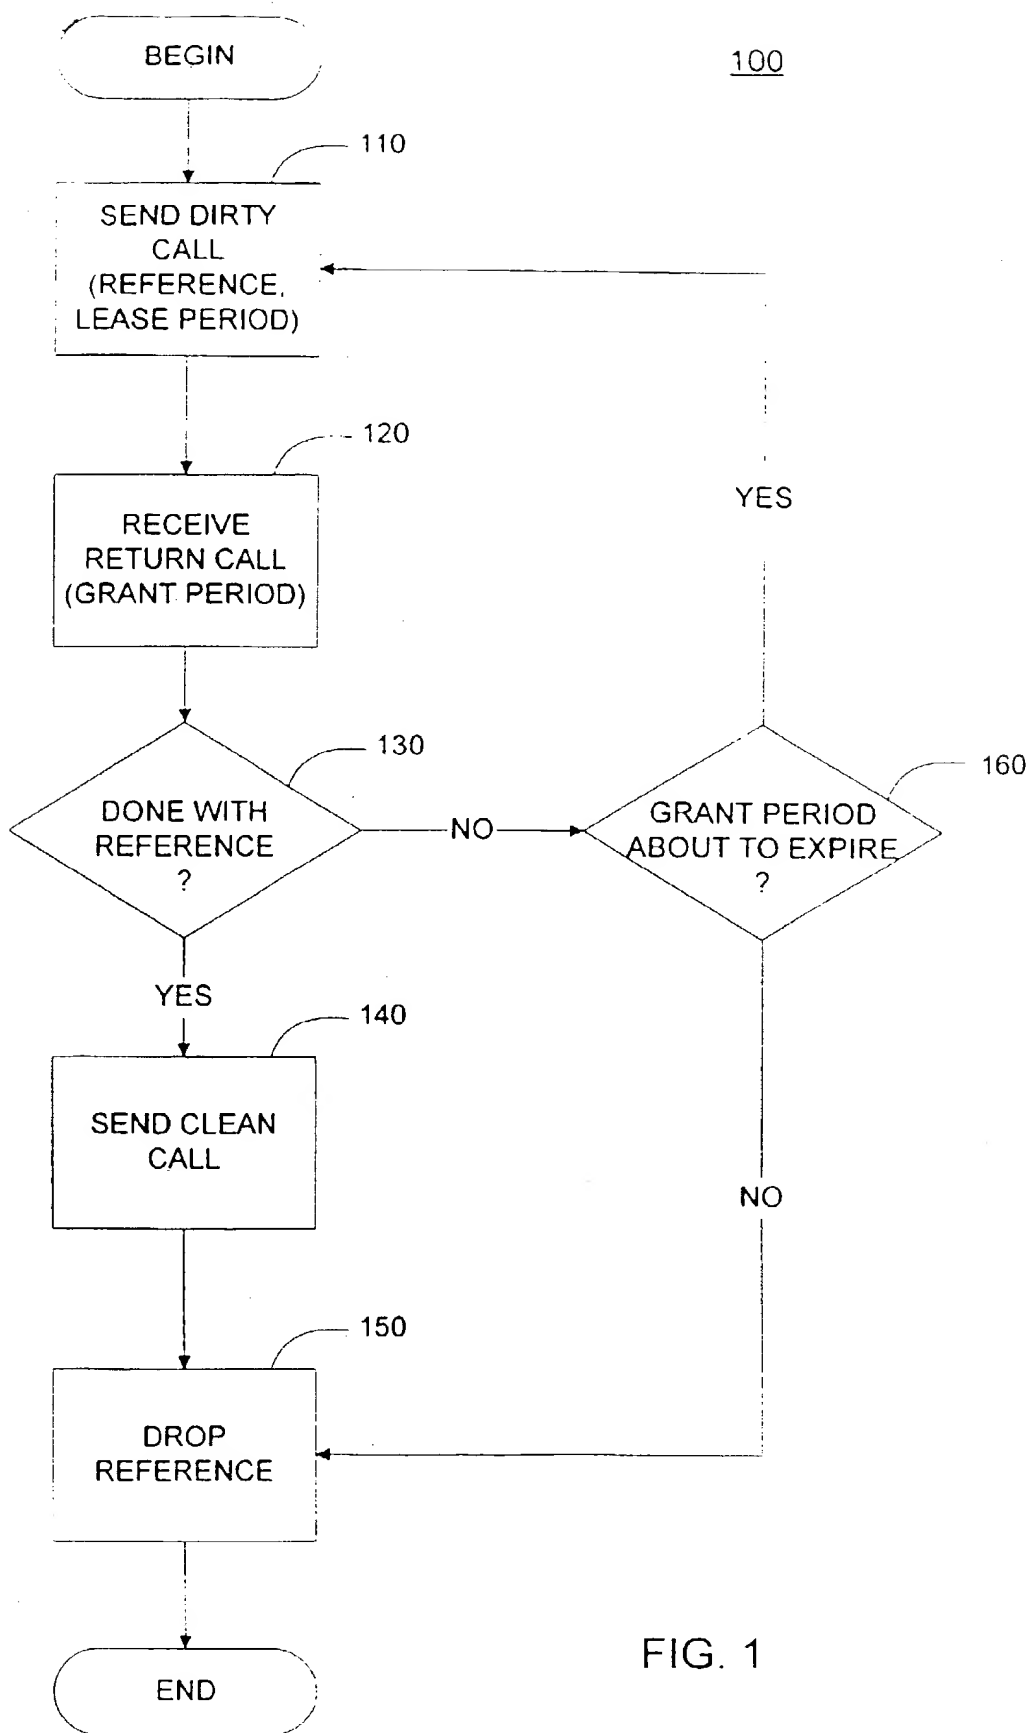 BEGIN
100
110
SEND DIRTY
CALL
(REFERENCE,
LEASE PERIOD)
120
RECEIVE
RETURN CALL
(GRANT PERIOD)
YES
130
DONE WITH
REFERENCE
?
NO
160
GRANT PERIOD
ABOUT TO EXPIRE
?
YES
140
SEND CLEAN
CALL
NO
150
DROP
REFERENCE
END
FIG. 1